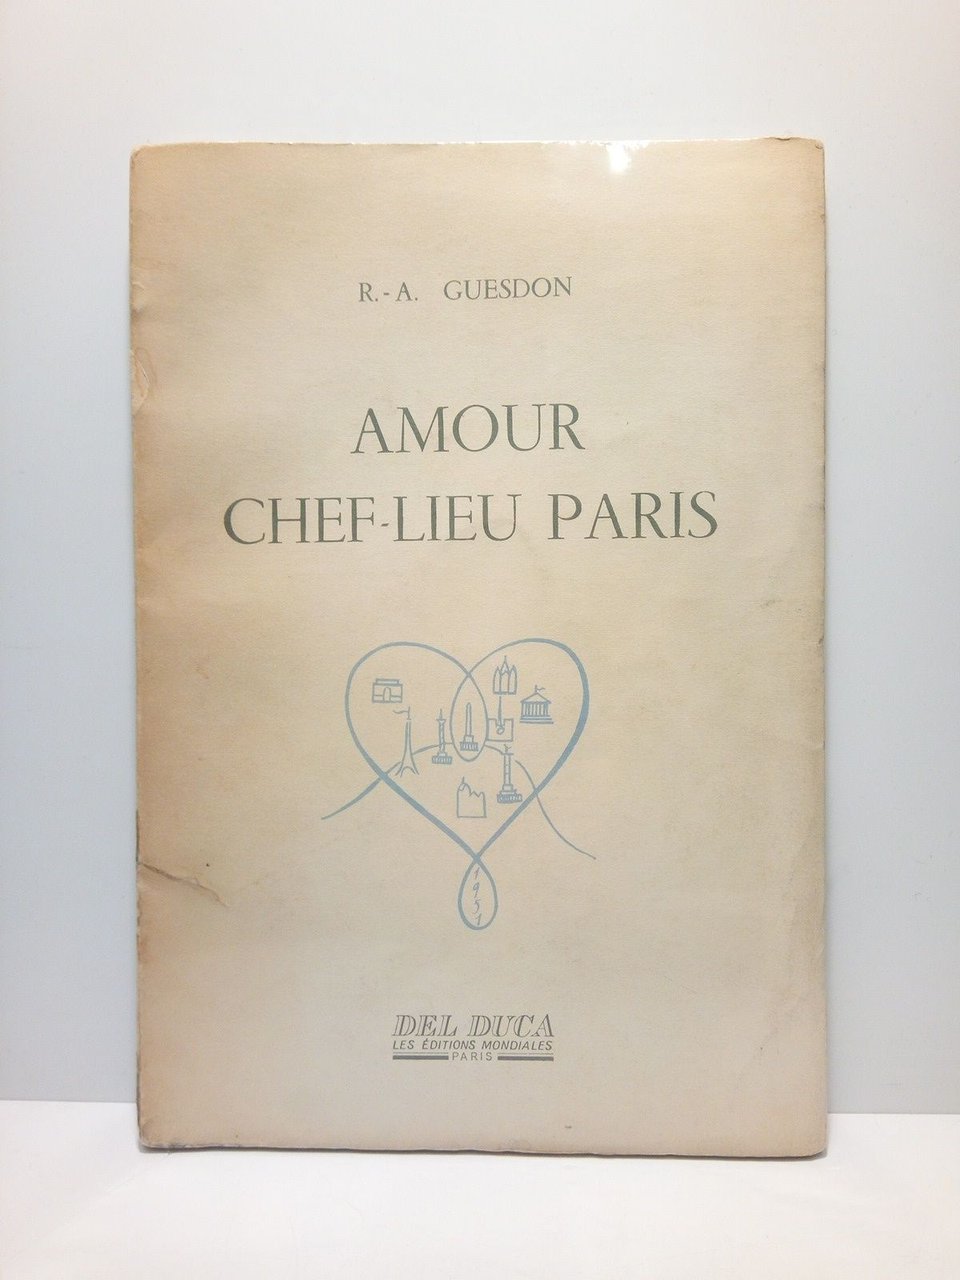 R.-A. GUESDON
AMOUR
CHEF-LIEU PARIS
1951
DEL DUCA
LES ÉDITIONS MONDIALES
PARIS